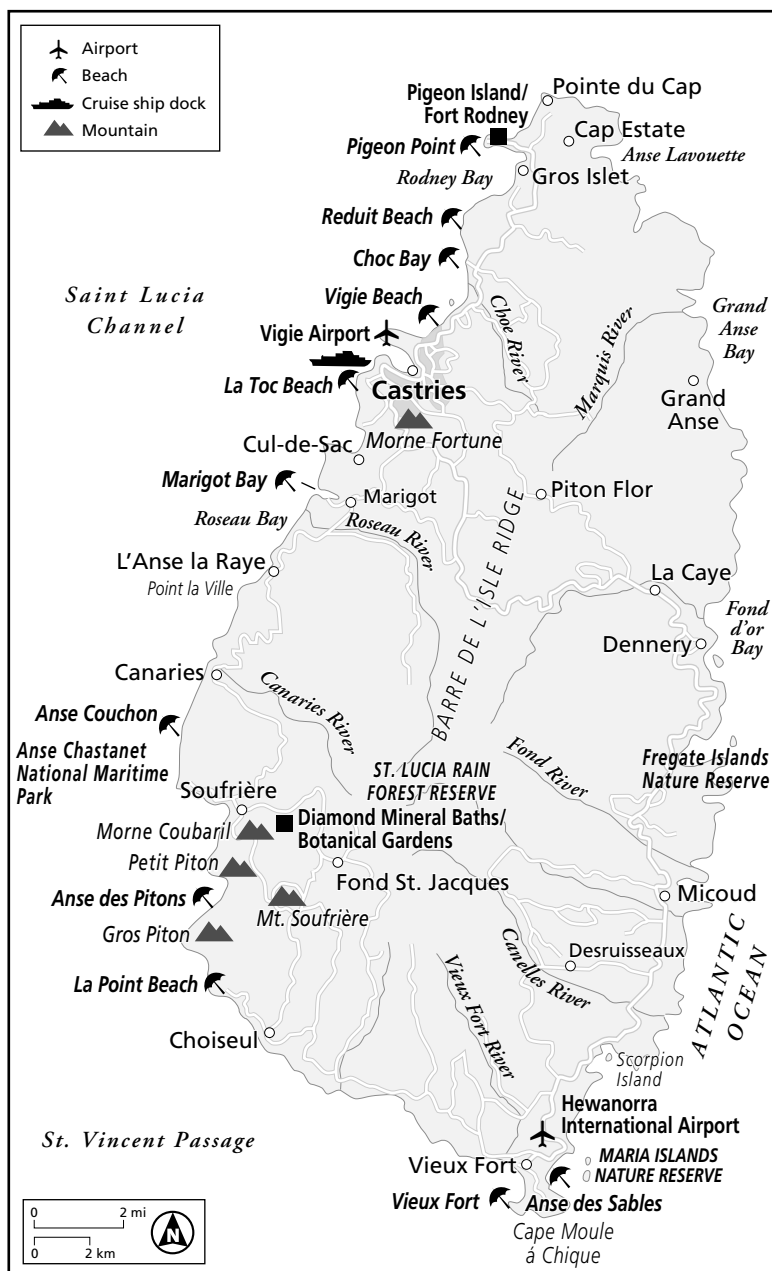 Airport
Beach
Cruise ship dock
Mountain
Pointe du Cap
Pigeon Island/
Fort Rodney
Cap Estate
Pigeon Point
Anse Lavouette
Rodney Bay
Gros Islet
Reduit Beach
Choc Bay
Saint Lucia
Channel
Vigie Beach
Grand
Anse
Bay
Choe River
Marquis River
Vigie Airport
La Toc Beach
Castries
Grand
Anse
Morne Fortune
Cul-de-Sac
Marigot Bay
Marigot
Piton Flor
Roseau Bay
Roseau River
BARRE DE L'ISLE RIDGE
L'Anse la Raye
Point la Ville
La Caye
Fond
d'or
Bay
Dennery
Canaries
Canaries River
Anse Couchon
Anse Chastanet
National Maritime
Park
Fond River
Fregate Islands
Nature Reserve
ST. LUCIA RAIN
FOREST RESERVE
Soufrière
Diamond Mineral Baths/
Botanical Gardens
Morne Coubaril
Petit Piton
Fond St. Jacques
Anse des Pitons
Mt. Soufrière
Micoud
Gros Piton
Desruisseaux
Canelles River
ATLANTIC
OCEAN
La Point Beach
Vieux Fort River
Choiseul
Scorpion
Island
Hewanorra
International Airport
St. Vincent Passage
MARIA ISLANDS
NATURE RESERVE
Vieux Fort
Vieux Fort
Anse des Sables
Cape Moule
á Chique
0 2 mi
0 2 km
N